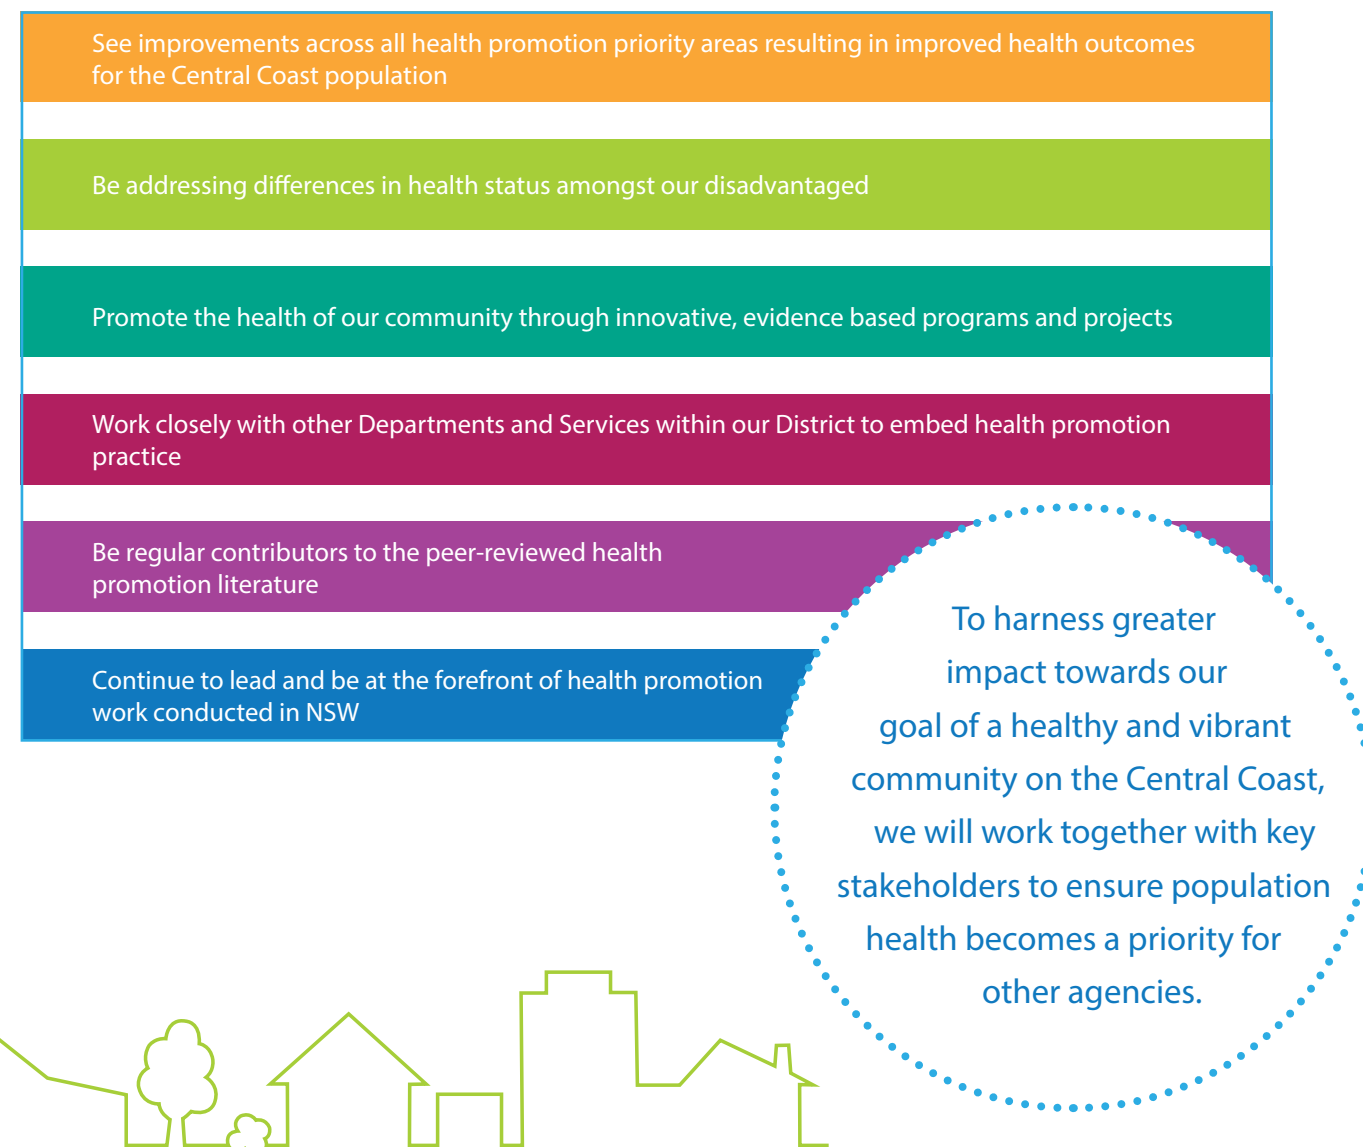 See improvements across all health promotion priority areas resulting in improved health outcomes
for the Central Coast population
Be addressing differences in health status amongst our disadvantaged
Promote the health of our community through innovative, evidence based programs and projects
Work closely with other Departments and Services within our District to embed health promotion
practice
Be regular contributors to the peer-reviewed health
promotion literature
Continue to lead and be at the forefront of health promotion
work conducted in NSW
To harness greater
impact towards our
goal of a healthy and vibrant
community on the Central Coast,
we will work together with key
stakeholders to ensure population
health becomes a priority for
other agencies.